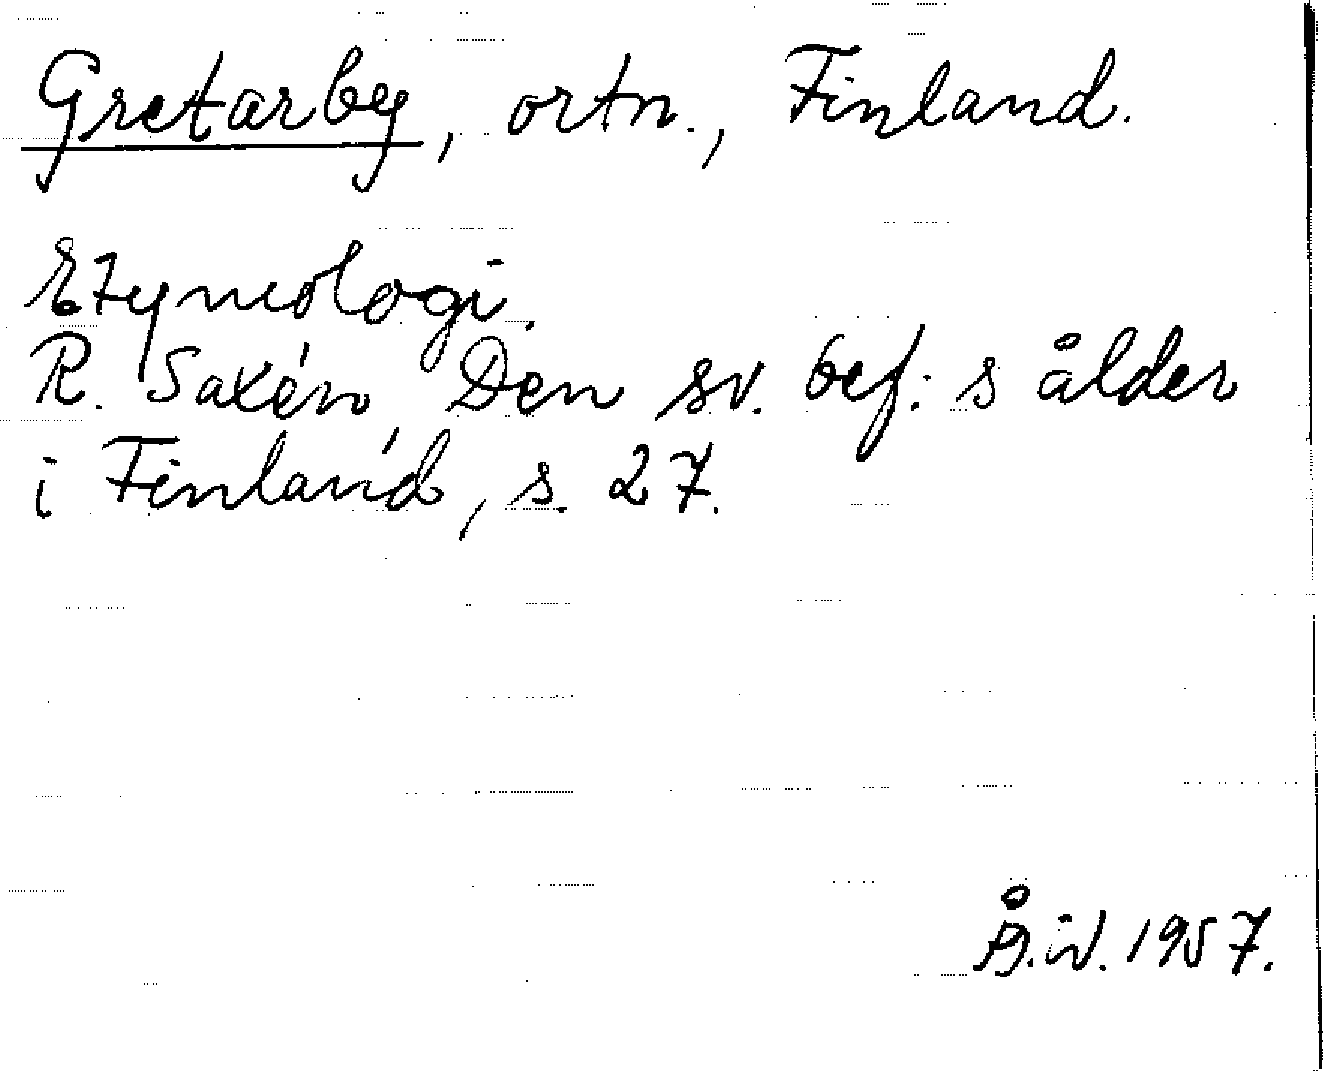 Gretarby, ortn., Finland.
Etymologi.
R. Saxén, Den sv. bef:s ålder
i Finland, s. 27.
1957.